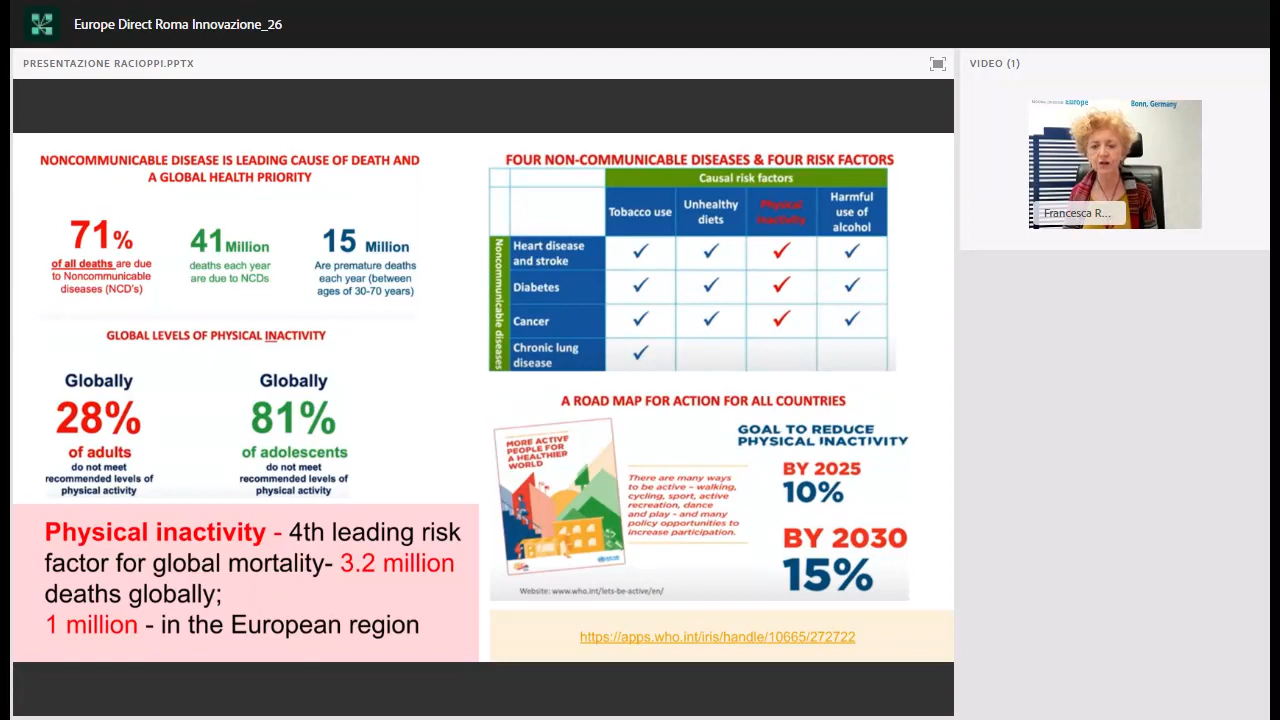 Europe Direct Roma Innovazione_26
PRESENTAZIONE RACIOPPI.PPTX
VIDEO (1)
NONCOMMUNICABLE DISEASE IS LEADING CAUSE OF DEATH AND
A GLOBAL HEALTH PRIORITY
71%
of all deaths are due
to Noncommunicable
diseases (NCD's)
41 Million
deaths each year
are due to NCDs
15 Million
Are premature deaths
each year (between
ages of 30-70 years)
GLOBAL LEVELS OF PHYSICAL INACTIVITY
Globally
28%
of adults
do not meet
recommended levels of
physical activity
Globally
81%
of adolescents
do not meet
recommended levels of
physical activity
Physical inactivity - 4th leading risk
factor for global mortality- 3.2 million
deaths globally;
1 million - in the European region
FOUR NON-COMMUNICABLE DISEASES & FOUR RISK FACTORS
Causal risk factors
Tobacco use
Unhealthy
diets
Physical
inactivity
Harmful
use of
alcohol
Noncommunicable diseases
Heart disease
and stroke
✓ ✓ ✓ ✓
Diabetes
✓ ✓ ✓ ✓
Cancer
✓ ✓ ✓ ✓
Chronic lung
disease
✓
A ROAD MAP FOR ACTION FOR ALL COUNTRIES
MORE ACTIVE
PEOPLE FOR
A HEALTHIER
WORLD
There are many ways
to be active - walking,
cycling, sport, active
recreation, dance
and play - and many
policy opportunities to
increase participation.
GOAL TO REDUCE
PHYSICAL INACTIVITY
BY 2025
10%
BY 2030
15%
Website: www.who.int/lets-be-active/en/
https://apps.who.int/iris/handle/10665/272722
Europe
Bonn, Germany
Francesca R...